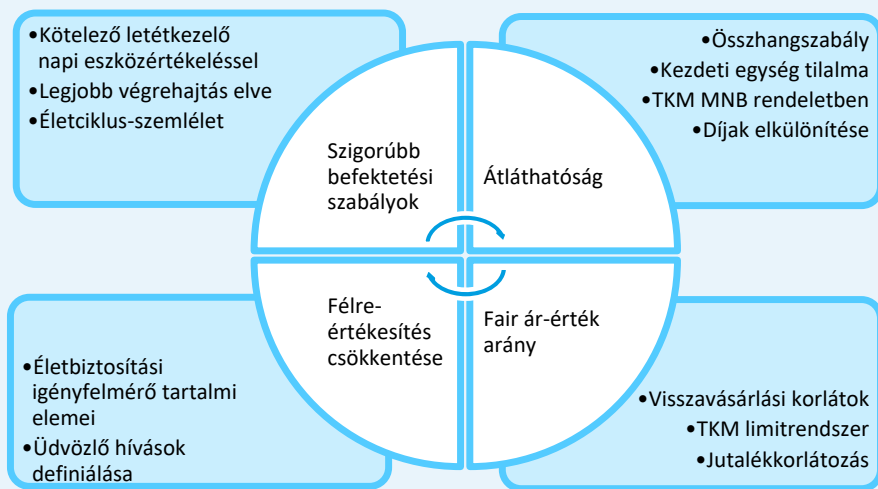 •Kötelező letétkezelő
napi eszközértékeléssel
•Legjobb végrehajtás elve
•Életciklus-szemlélet
•Összhangszabály
•Kezdeti egység tilalma
•TKM MNB rendeletben
•Díjak elkülönítése
Szigorúbb
befektetési
szabályok
Átláthatóság
Félre-
értékesítés
csökkentése
Fair ár-érték
arány
•Életbiztosítási
igényfelmérő tartalmi
elemei
•Üdvözlő hívások
definiálása
•Visszavásárlási korlátok
•TKM limitrendszer
•Jutalékkorlátozás